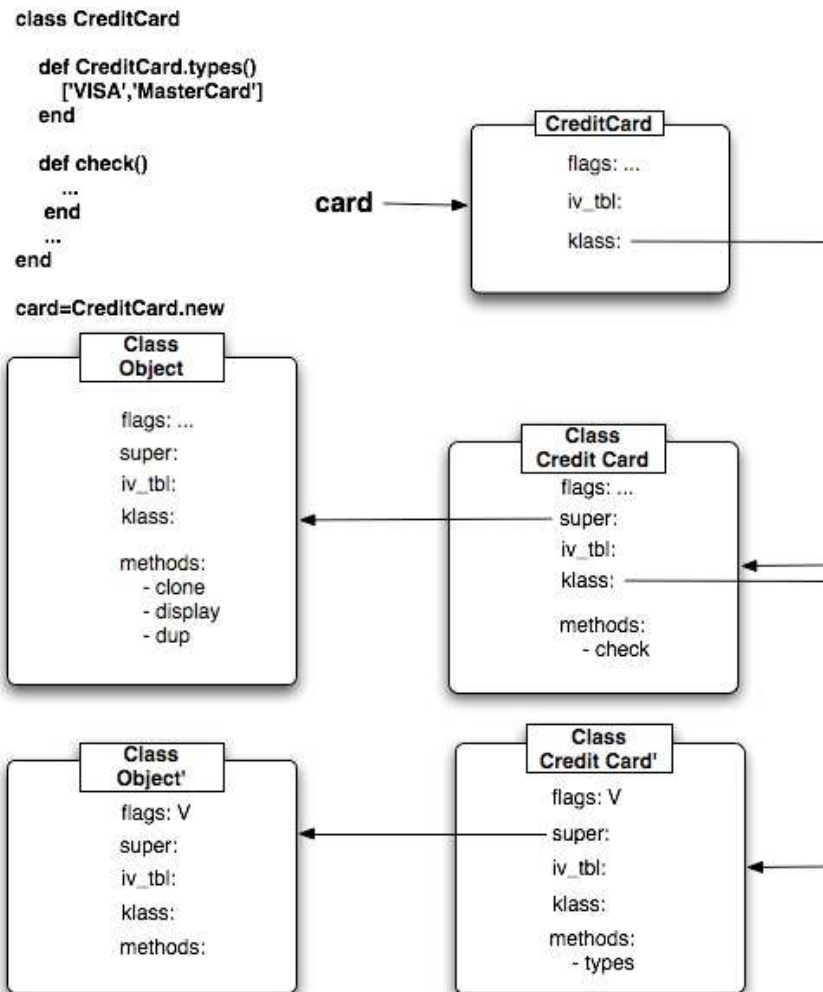 class CreditCard
def CreditCard.types()
['VISA','MasterCard']
end
def check()
...
end
...
end
card=CreditCard.new
card
CreditCard
flags: ...
iv_tbl:
klass:
Class
Object
flags: ...
super:
iv_tbl:
klass:
methods:
- clone
- display
- dup
Class
Credit Card
flags: ...
super:
iv_tbl:
klass:
methods:
- check
Class
Object'
flags: V
super:
iv_tbl:
klass:
methods:
Class
Credit Card'
flags: V
super:
iv_tbl:
klass:
methods:
- types